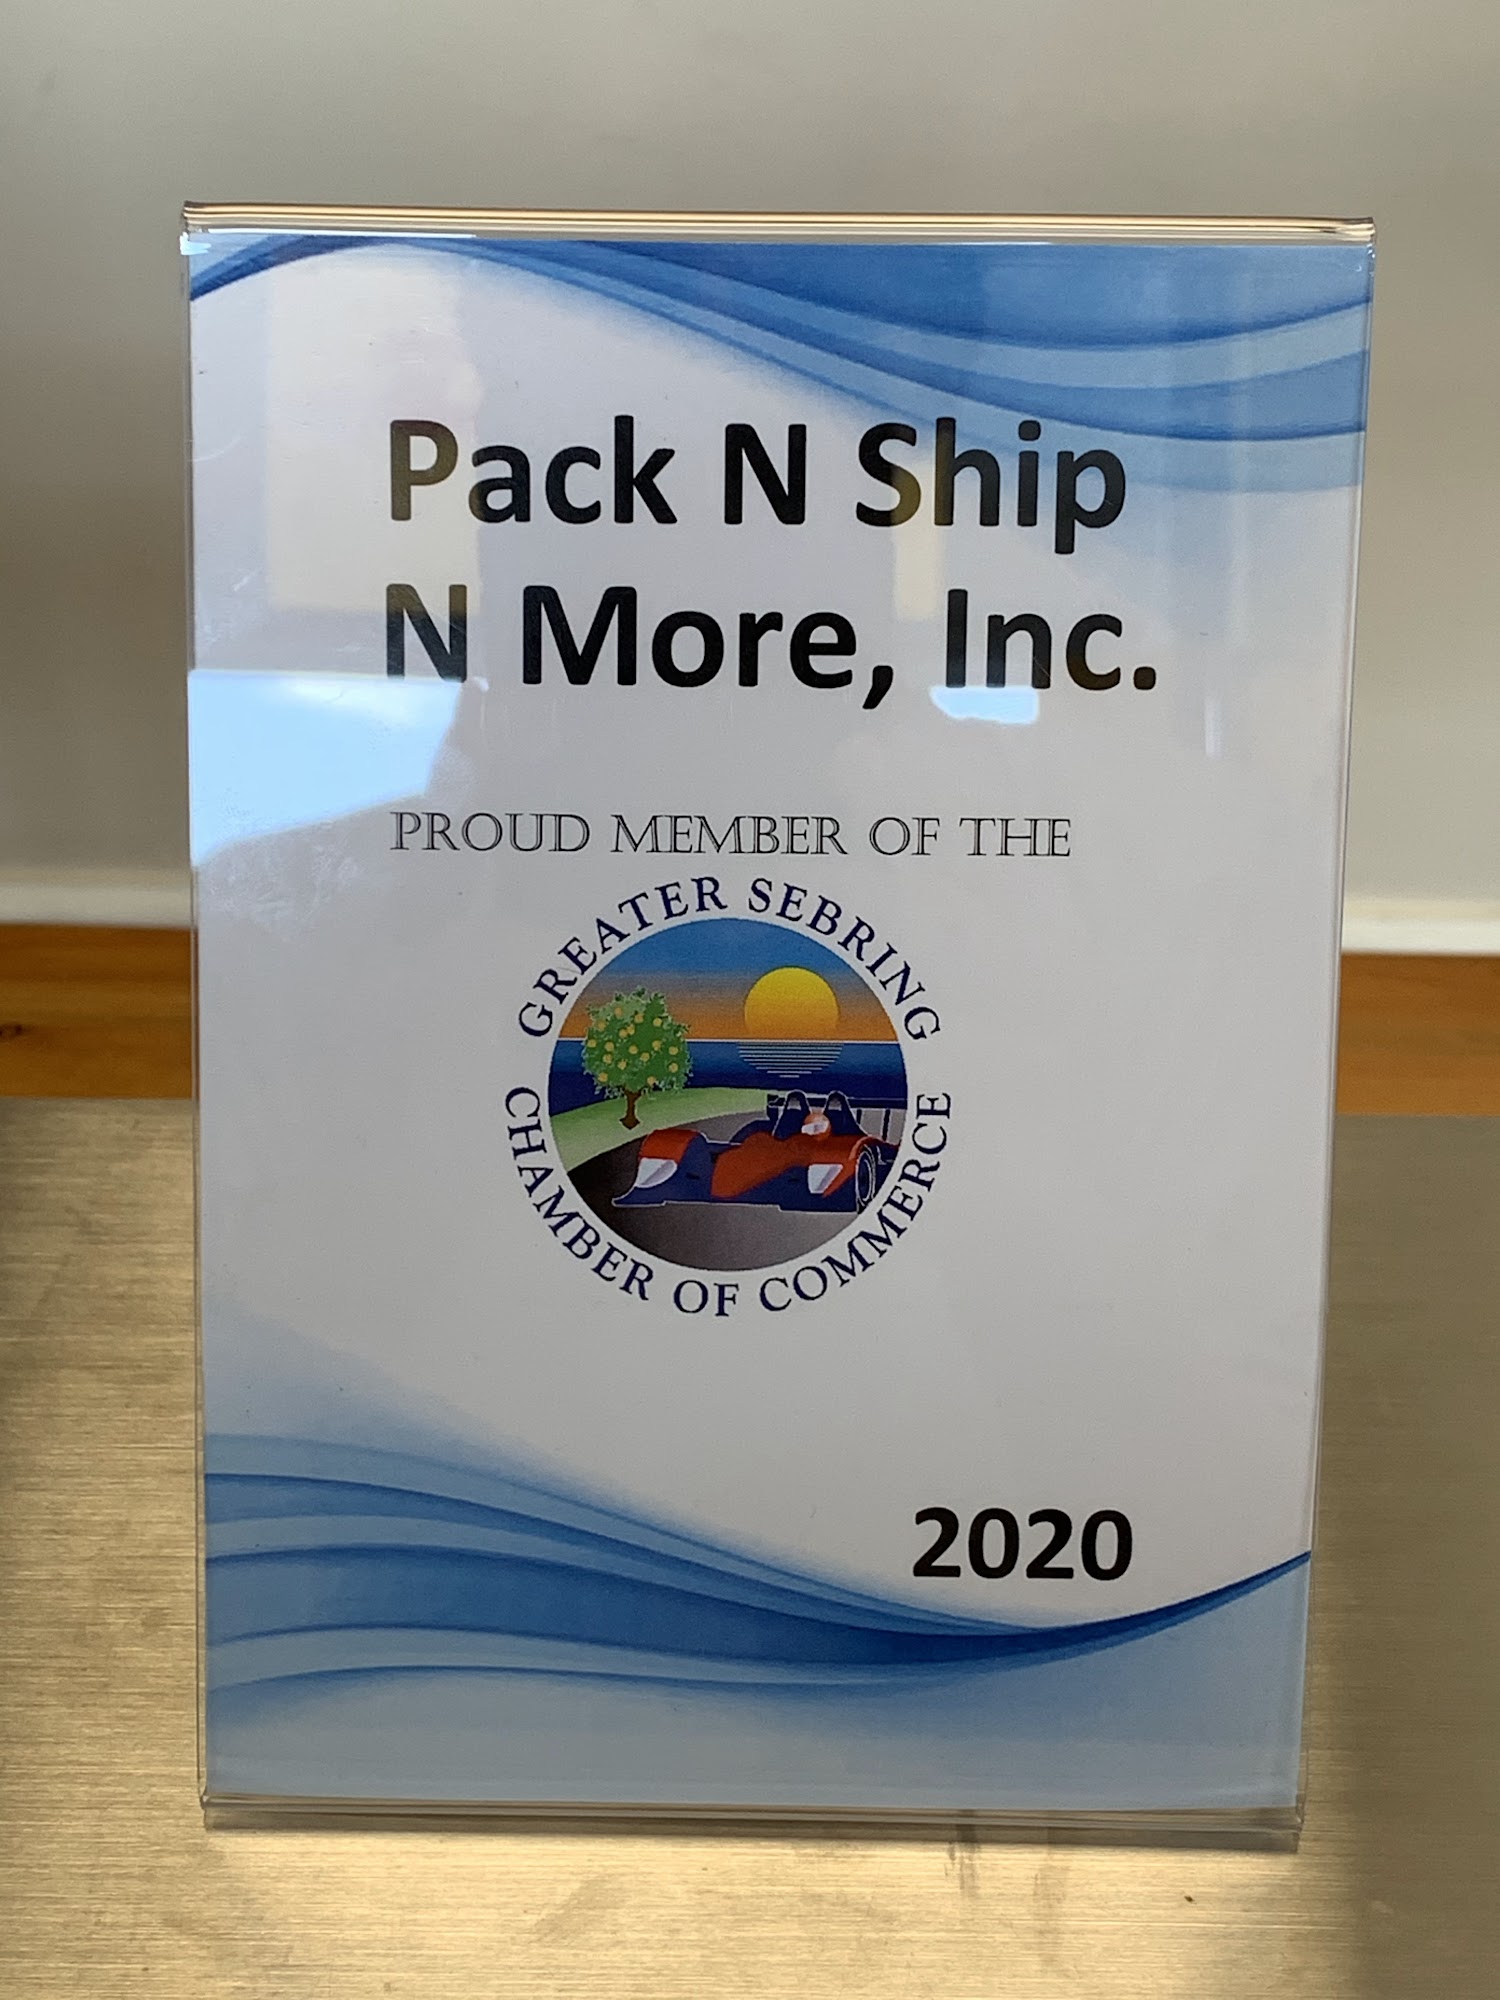 Pack N Ship
N More, Inc.
PROUD MEMBER OF THE
GREATER SEBRING
CHAMBER OF COMMERCE
2020